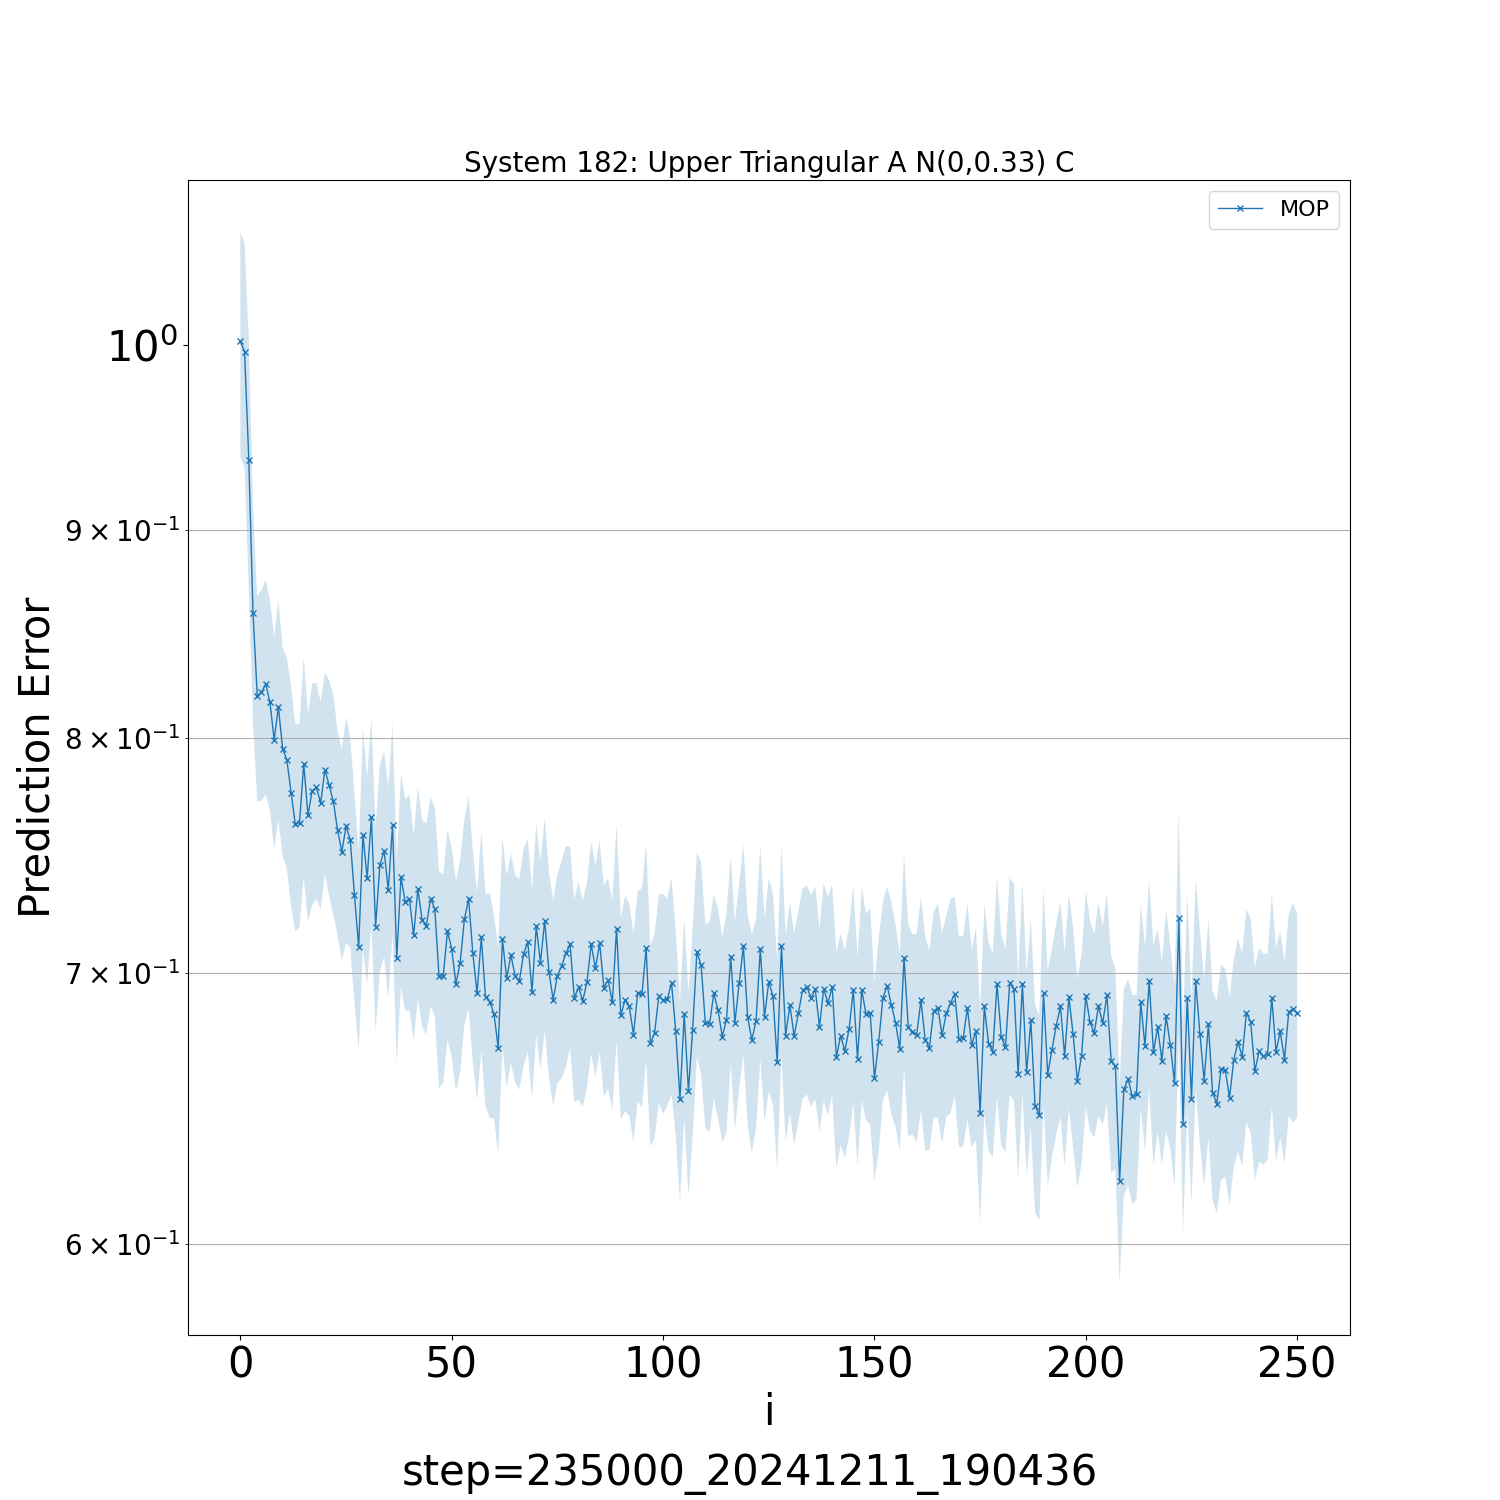 System 182: Upper Triangular A N(0,0.33) C
MOP
Prediction Error
10⁰
9 × 10⁻¹
8 × 10⁻¹
7 × 10⁻¹
6 × 10⁻¹
0 50 100 150 200 250
i
step=235000_20241211_190436